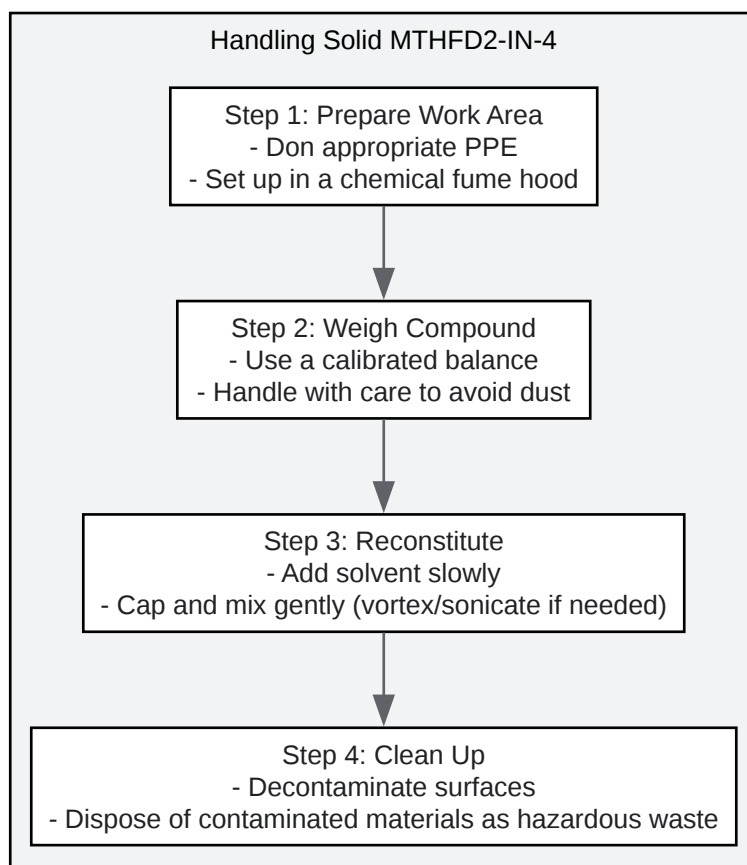 Handling Solid MTHFD2-IN-4
Step 1: Prepare Work Area
- Don appropriate PPE
- Set up in a chemical fume hood
Step 2: Weigh Compound
- Use a calibrated balance
- Handle with care to avoid dust
Step 3: Reconstitute
- Add solvent slowly
- Cap and mix gently (vortex/sonicate if needed)
Step 4: Clean Up
- Decontaminate surfaces
- Dispose of contaminated materials as hazardous waste